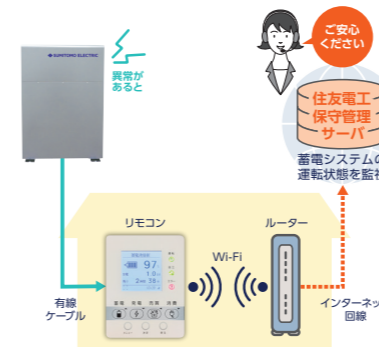 ご安心
ください
SUMITOMO ELECTRIC
異常が
あると
住友電工
保守管理
サーバ
蓄電システムの
運転状態を監視
リモコン
ルーター
Wi-Fi
97
有線
ケーブル
インターネット
回線